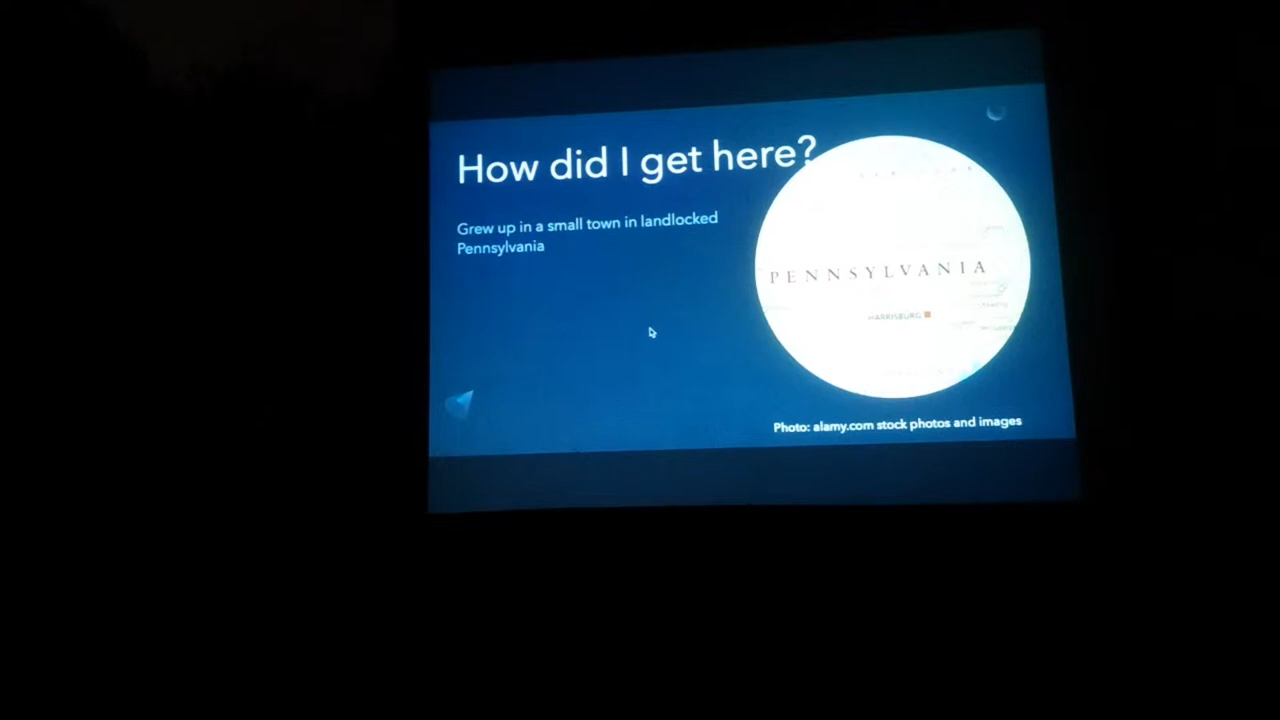 How did I get here?
Grew up in a small town in landlocked
Pennsylvania
PENNSYLVANIA
HARRISBURG
Photo: alamy.com stock photos and images